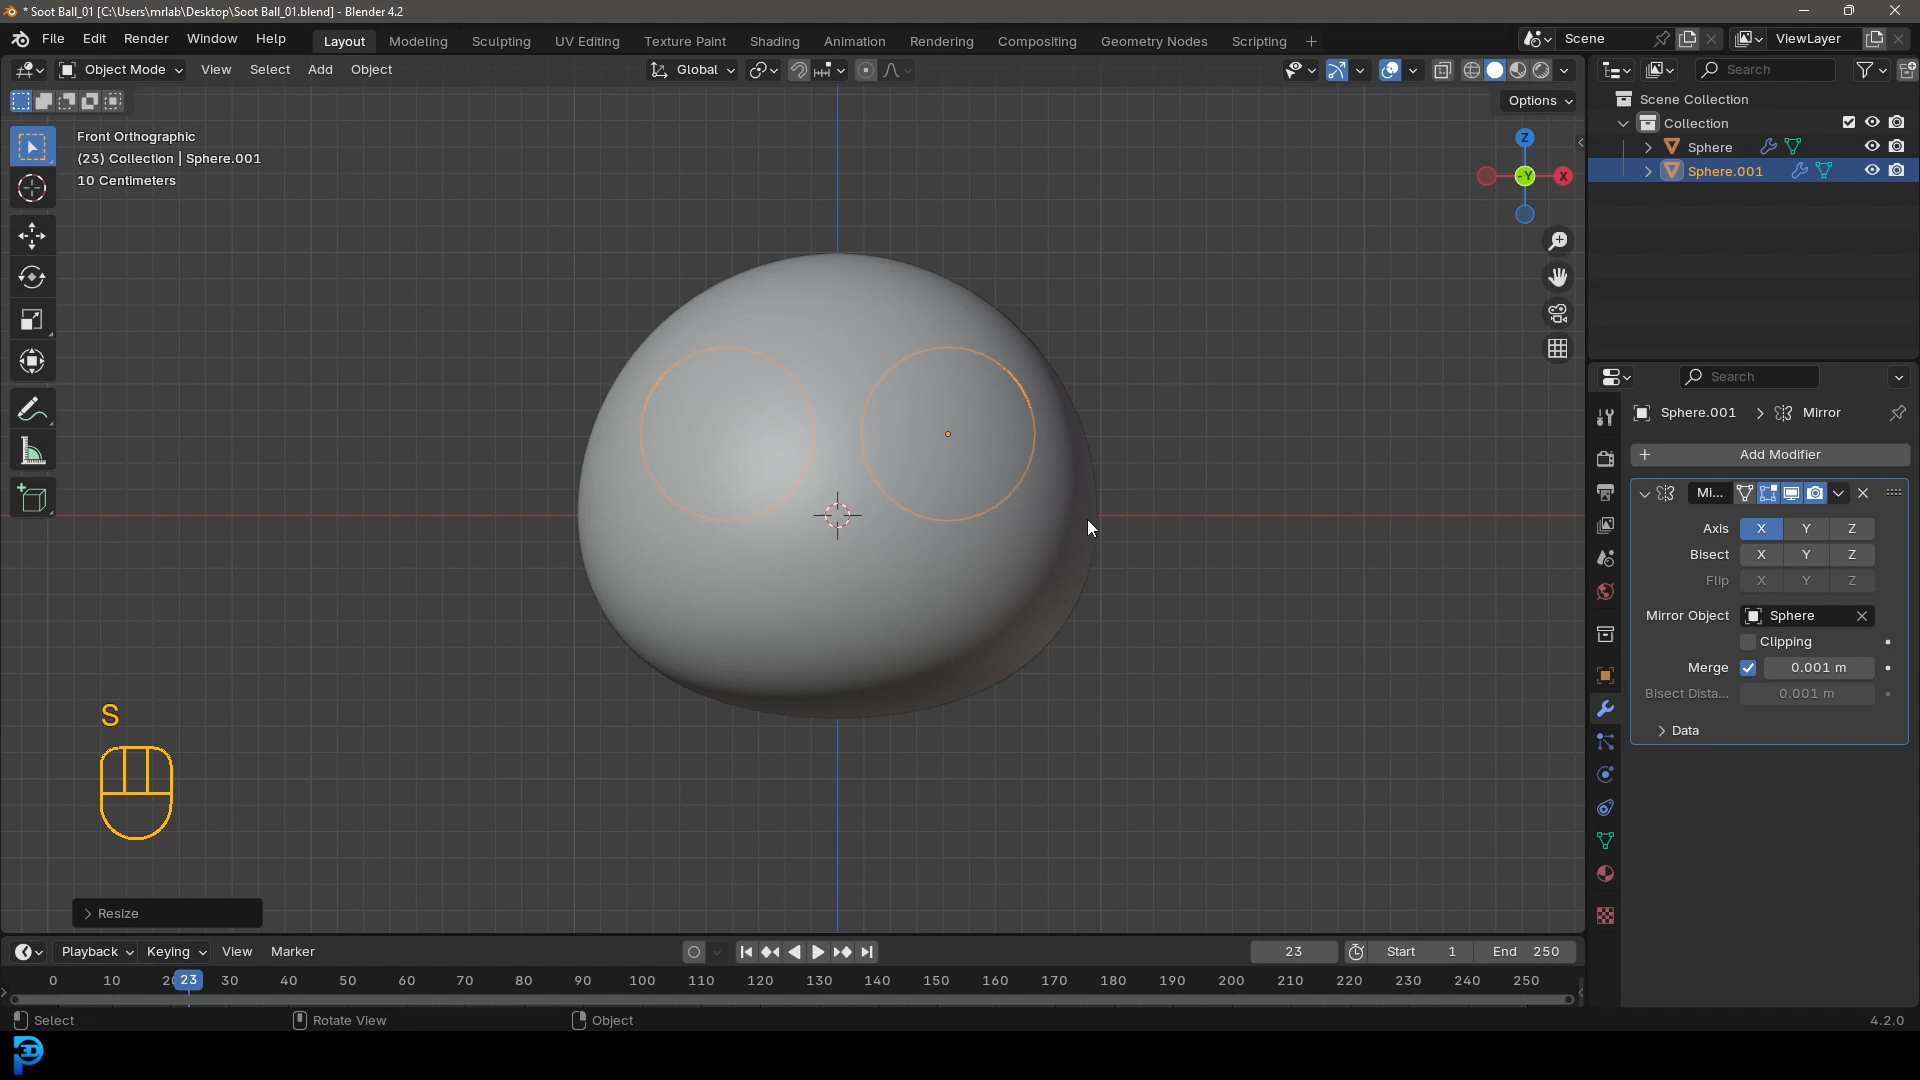 * Soot Ball_01 [C:\Users\mrlab\Desktop\Soot Ball_01.blend] - Blender 4.2
File Edit Render Window Help Layout Modeling Sculpting UV Editing Texture Paint Shading Animation Rendering Compositing Geometry Nodes Scripting + Scene ViewLayer
Object Mode View Select Add Object Global Search
Options
Front Orthographic
(23) Collection | Sphere.001
10 Centimeters
Z
-Y X
Scene Collection
Collection
Sphere
Sphere.001
Search
Sphere.001 > Mirror
+ Add Modifier
Mi...
Axis X Y Z
Bisect X Y Z
Flip X Y Z
Mirror Object Sphere
Clipping
Merge 0.001 m
Bisect Dista... 0.001 m
Data
S
Resize
Playback Keying View Marker 23 Start 1 End 250
0 10 23 30 40 50 60 70 80 90 100 110 120 130 140 150 160 170 180 190 200 210 220 230 240 250
Select Rotate View Object 4.2.0